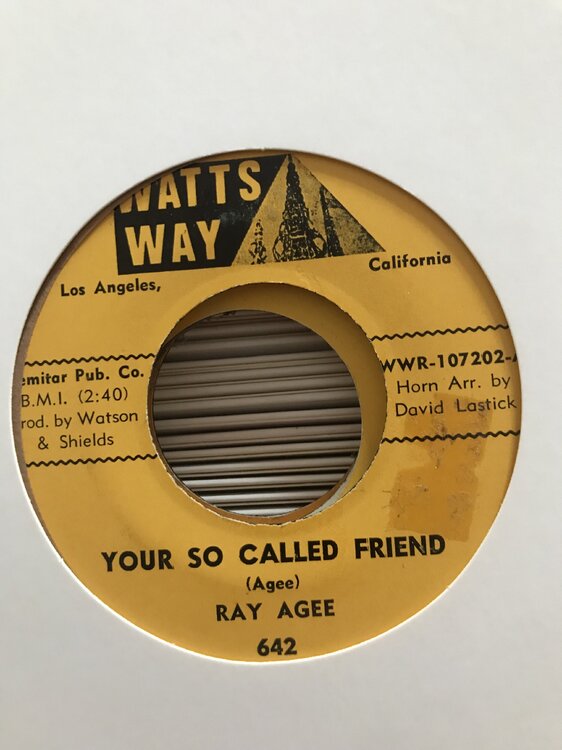 WATTS
WAY
Los Angeles,
California
emitar Pub. Co.
B.M.I. (2:40)
rod. by Watson
& Shields
WWR-107202-
Horn Arr. by
David Lastick
YOUR SO CALLED FRIEND
(Agee)
RAY AGEE
642